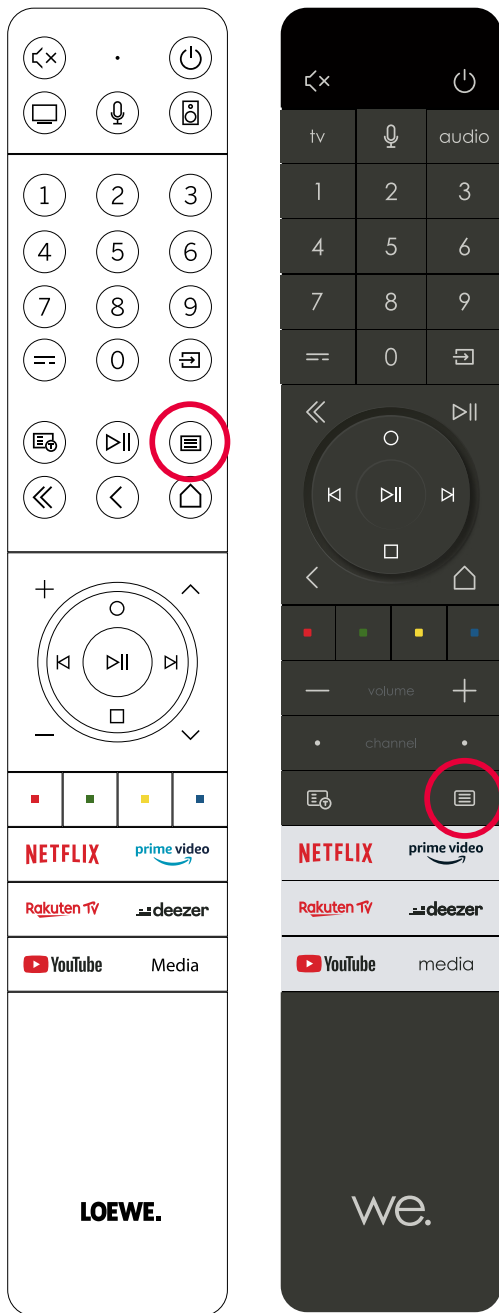 1 2 3
4 5 6
7 8 9
0
T
NETFLIX prime video
Rakuten TV deezer
YouTube Media
LOEWE.
tv audio
1 2 3
4 5 6
7 8 9
0
volume
channel
T
NETFLIX prime video
Rakuten TV deezer
YouTube media
we.